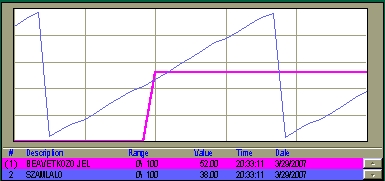 # Description Range Value Time Date
(1) BEAVETKOZO JEL 0\ 100 52.00 20:33:11 3/29/2007
2 SZAMLALO 0\ 100 38.00 20:33:11 3/29/2007